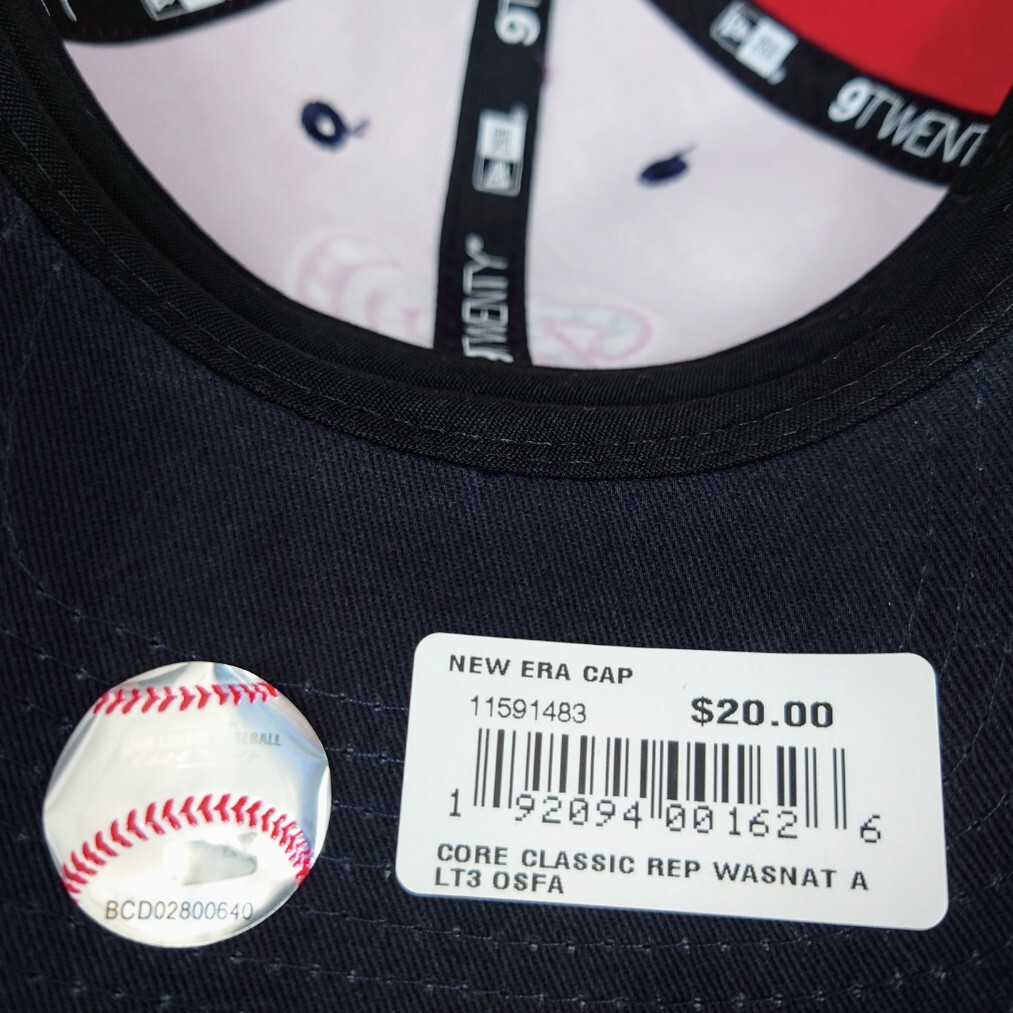 9TWENTY
9TWENTY®
NEW ERA CAP
11591483
$20.00
1 92094 00162 6
CORE CLASSIC REP WASNAT A
LT3 OSFA
BCD02800640